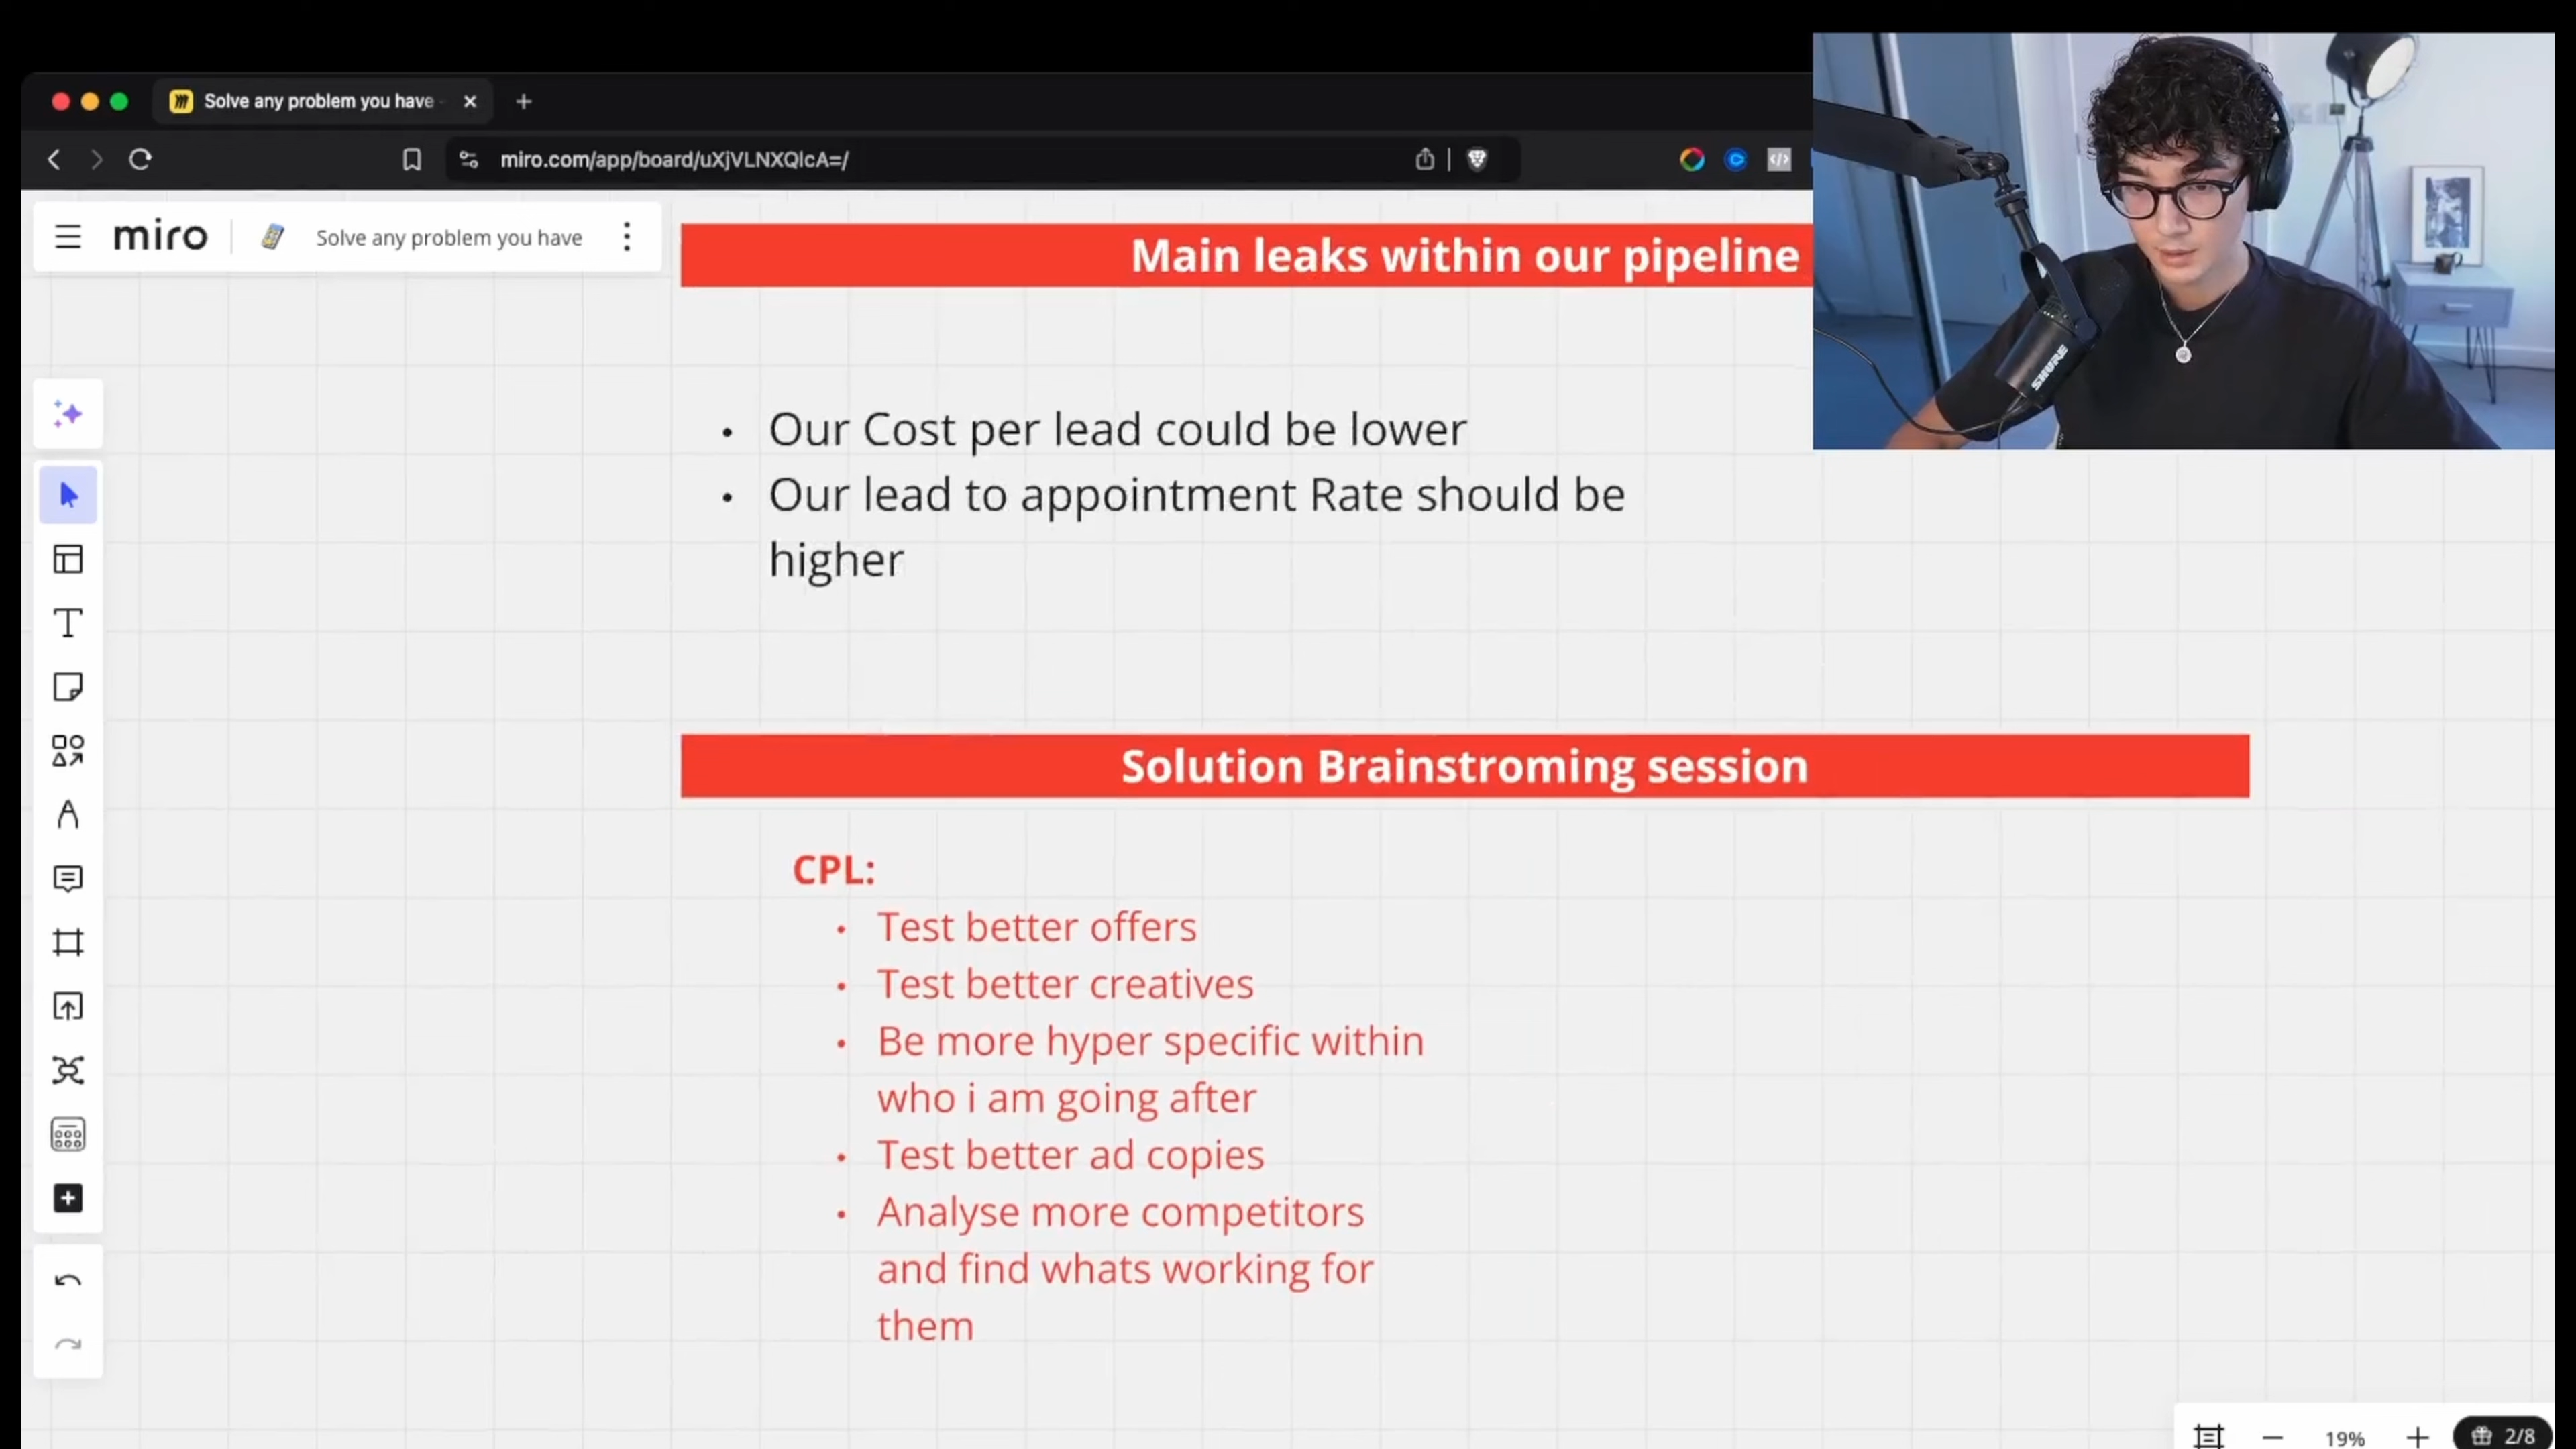 Solve any problem you have
miro.com/app/board/uXjVLNXQlcA=/
miro
Solve any problem you have
Main leaks within our pipeline
• Our Cost per lead could be lower
• Our lead to appointment Rate should be
higher
SHURE
Solution Brainstroming session
CPL:
• Test better offers
• Test better creatives
• Be more hyper specific within
who i am going after
• Test better ad copies
• Analyse more competitors
and find whats working for
them
19%
2/8